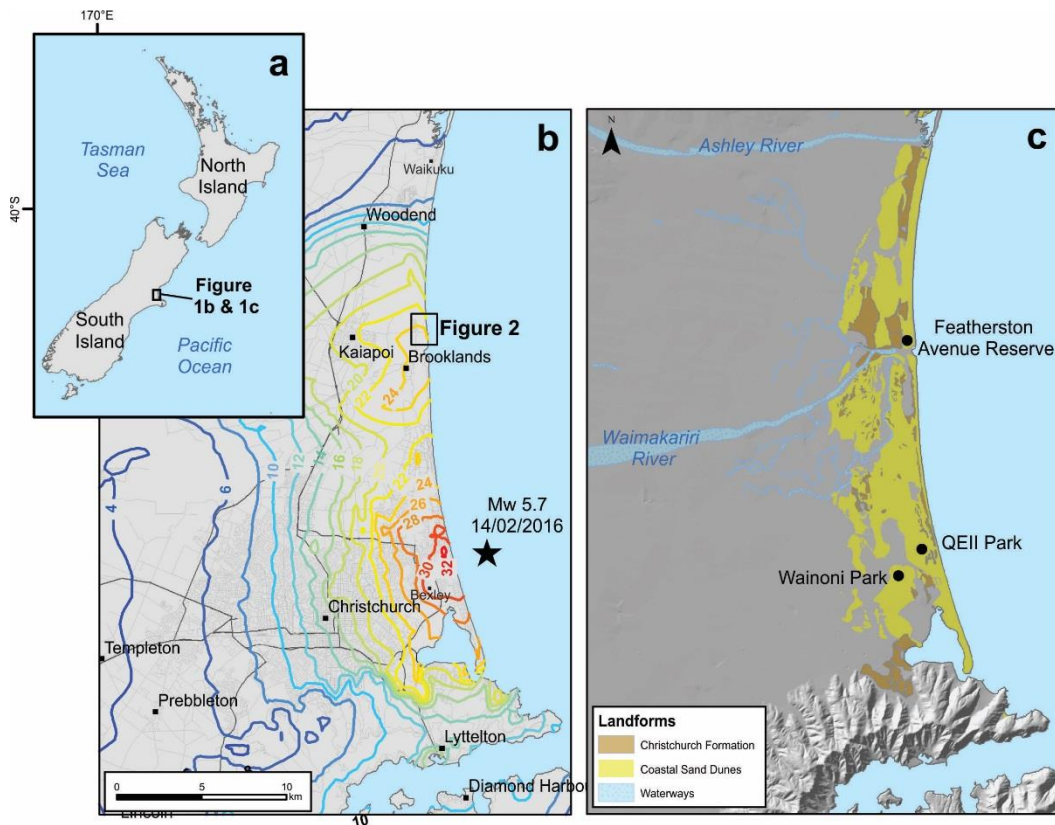 170°E
a
Tasman
Sea
North
Island
40°S
Figure
1b & 1c
South
Island
Pacific
Ocean
b
Waikuku
Woodend
Figure 2
Kaiapoi
Brooklands
20
22
24
4
6
10
12
14
16
18
22
24
26
28
30
32
Mw 5.7
14/02/2016
Bexley
Christchurch
Templeton
Prebbleton
Lyttelton
Diamond Harbou
0
5
10
km
Lincoln
10
c
N
Ashley River
Featherston
Avenue Reserve
Waimakariri
River
QEII Park
Wainoni Park
Landforms
Christchurch Formation
Coastal Sand Dunes
Waterways